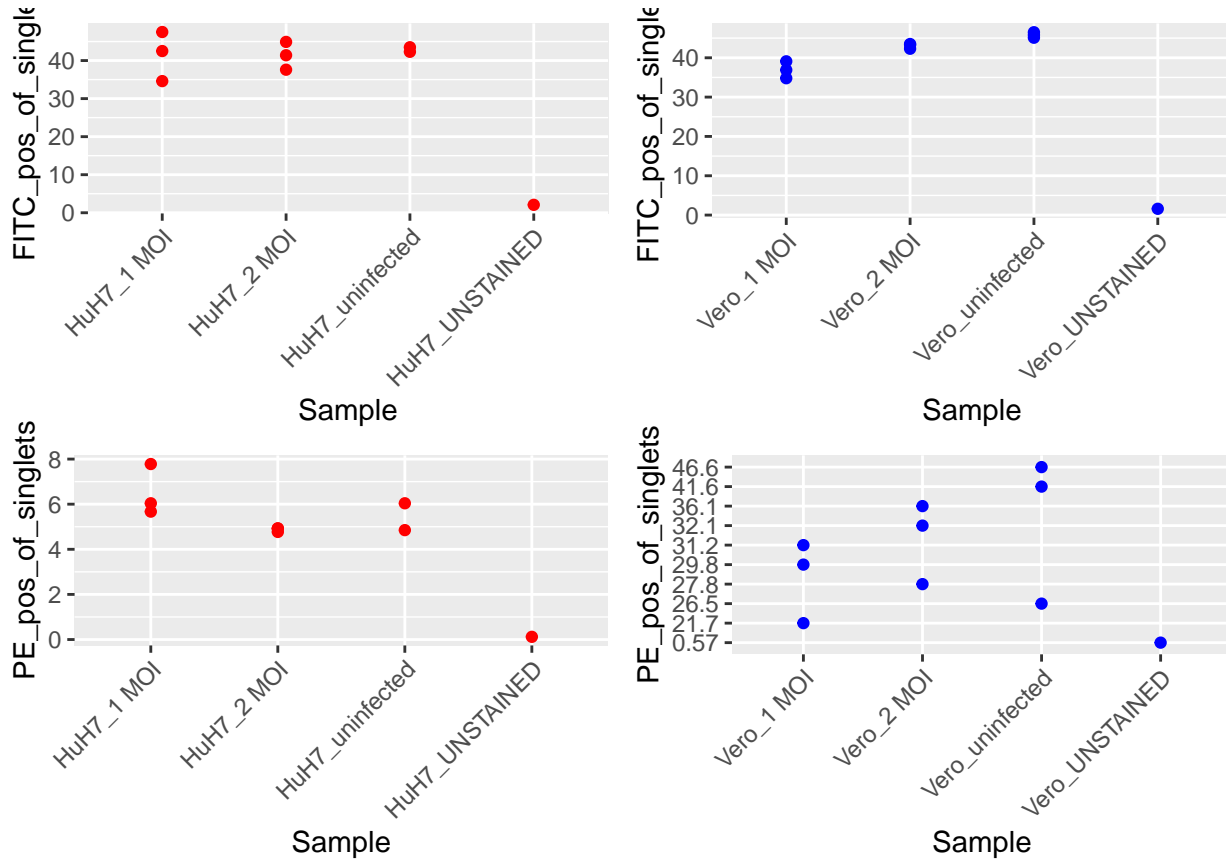 FITC_pos_of_singl
40
30
20
10
0
HuH7_1 MOI
HuH7_2 MOI
HuH7_uninfected
HuH7_UNSTAINED
Sample
FITC_pos_of_singl
40
30
20
10
0
Vero_1 MOI
Vero_2 MOI
Vero_uninfected
Vero_UNSTAINED
Sample
PE_pos_of_singlets
8
6
4
2
0
HuH7_1 MOI
HuH7_2 MOI
HuH7_uninfected
HuH7_UNSTAINED
Sample
PE_pos_of_singlets
46.6
41.6
36.1
32.1
31.2
29.8
27.8
26.5
21.7
0.57
Vero_1 MOI
Vero_2 MOI
Vero_uninfected
Vero_UNSTAINED
Sample